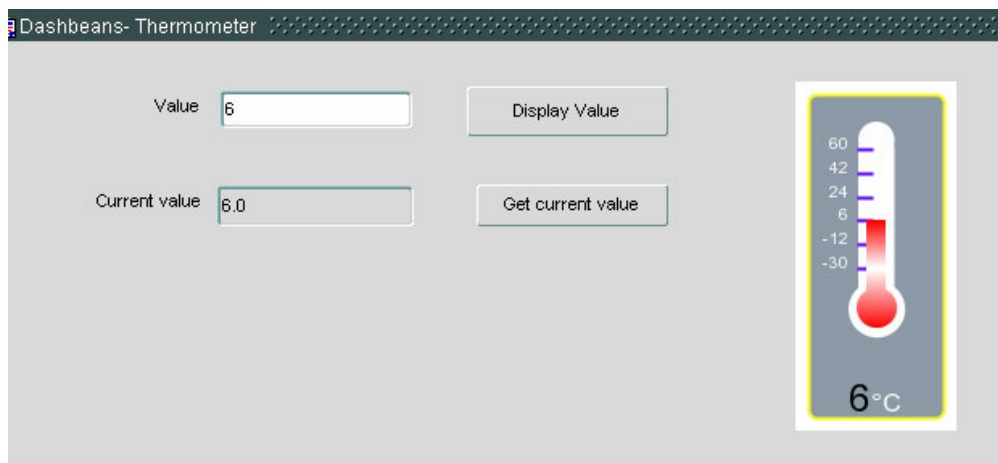 Dashbeans- Thermometer
Value 6 Display Value
Current value 6.0 Get current value
60
42
24
6
-12
-30
6°C